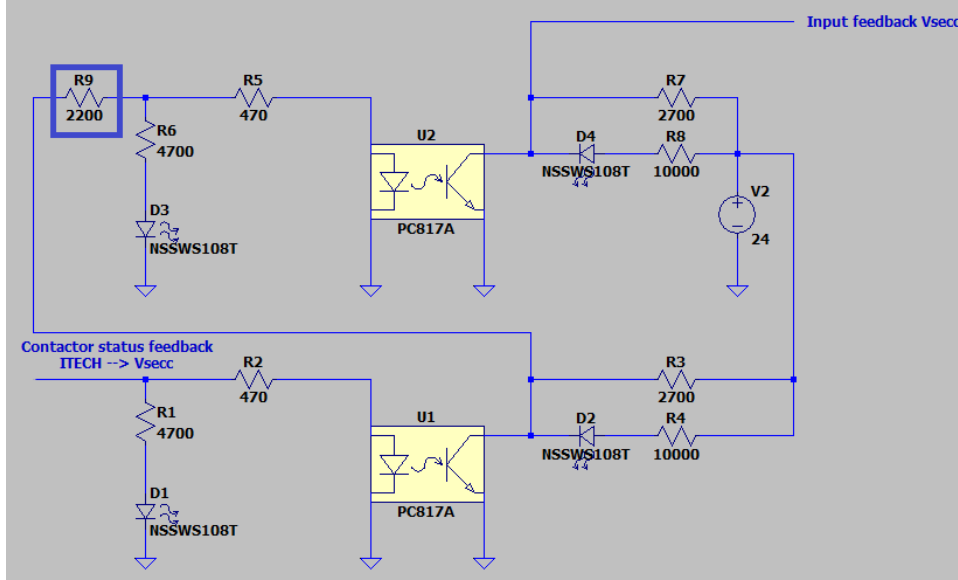 Input feedback Vsecc
R9
2200
R5
470
R7
2700
R6
4700
U2
D4
NSSWS108T
R8
10000
V2
24
D3
NSSWS108T
PC817A
Contactor status feedback
ITECH --> Vsecc
R2
470
R3
2700
R1
4700
U1
D2
NSSWS108T
R4
10000
D1
NSSWS108T
PC817A